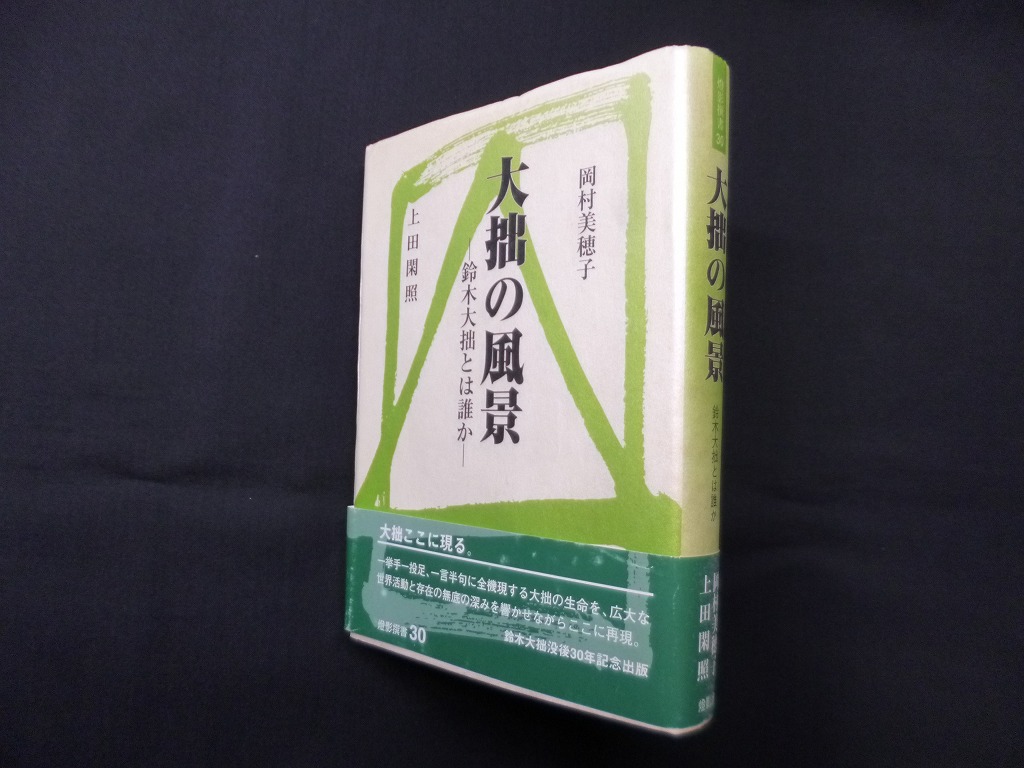 岡村美穂子
大拙の風景
―鈴木大拙とは誰か―
上田閑照
大拙ここに現る。
一挙手一投足、一言半句に全機現する大拙の生命を、広大な
世界活動と存在の無底の深みを響かせながらここに再現。
燈影撰書30
鈴木大拙没後30年記念出版
燈影撰書 30
大拙の風景
鈴木大拙とは誰か
岡村美穂子
上田閑照